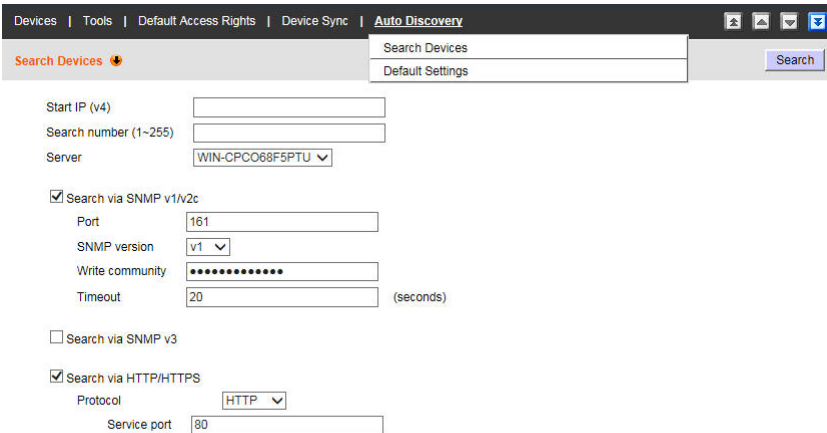 Devices | Tools | Default Access Rights | Device Sync | Auto Discovery
Search Devices
Default Settings
Search Devices
Search
Start IP (v4)
Search number (1~255)
Server WIN-CPCO68F5PTU
Search via SNMP v1/v2c
Port 161
SNMP version v1
Write community •••••••••••••
Timeout 20 (seconds)
Search via SNMP v3
Search via HTTP/HTTPS
Protocol HTTP
Service port 80